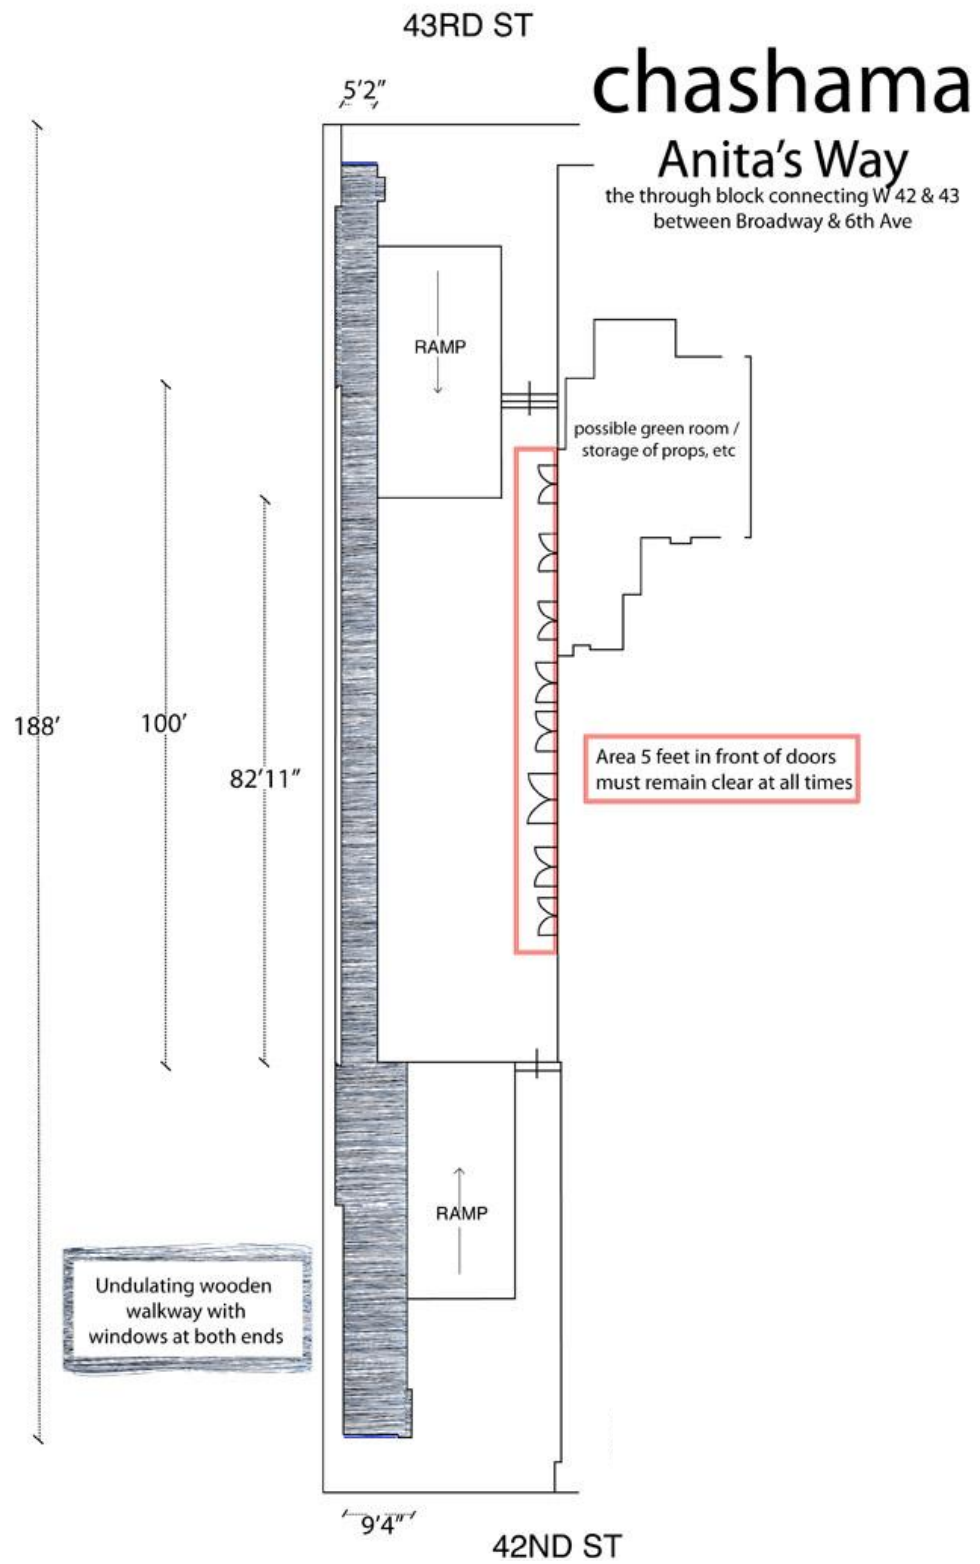 43RD ST
chashama
5'2"
Anita's Way
the through block connecting W 42 & 43
between Broadway & 6th Ave
RAMP
possible green room /
storage of props, etc
188'
100'
82'11"
Area 5 feet in front of doors
must remain clear at all times
RAMP
Undulating wooden
walkway with
windows at both ends
9'4"
42ND ST